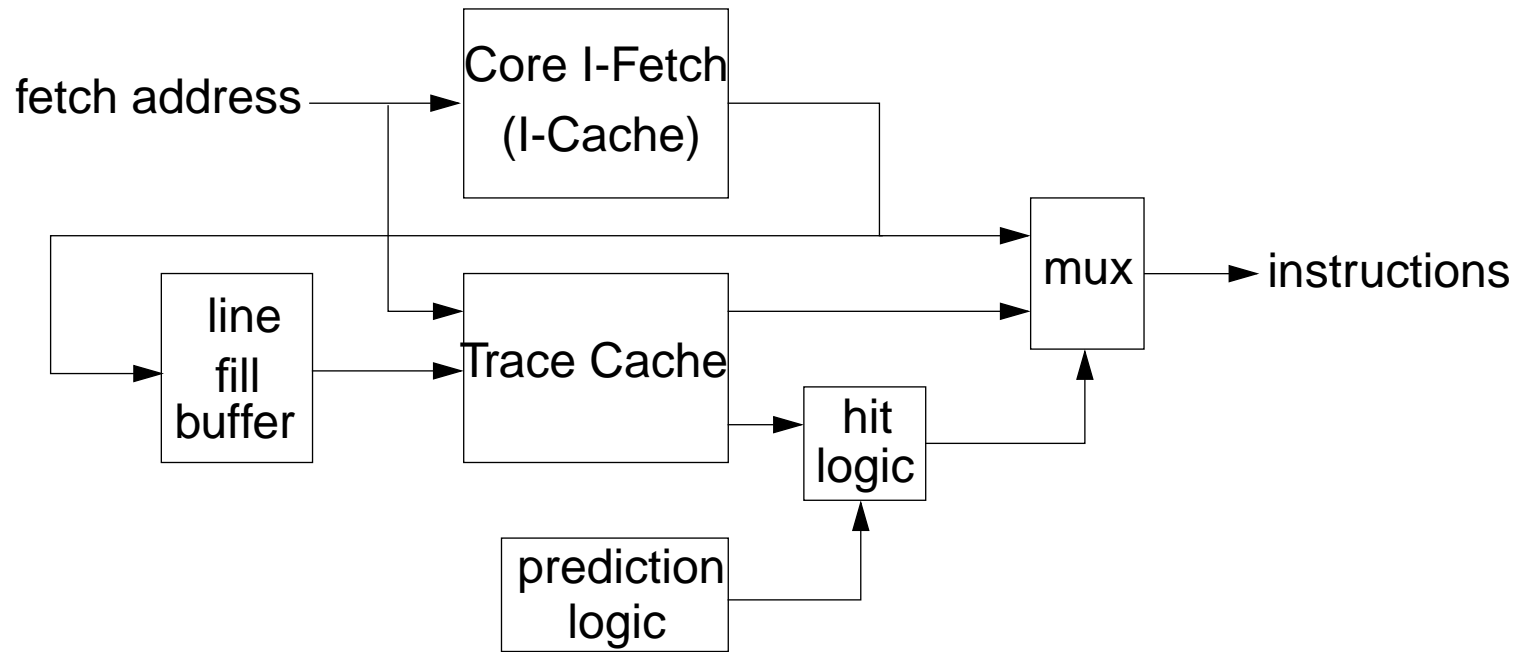 Core I-Fetch
(I-Cache)
fetch address
mux
instructions
line
fill
buffer
Trace Cache
hit
logic
prediction
logic